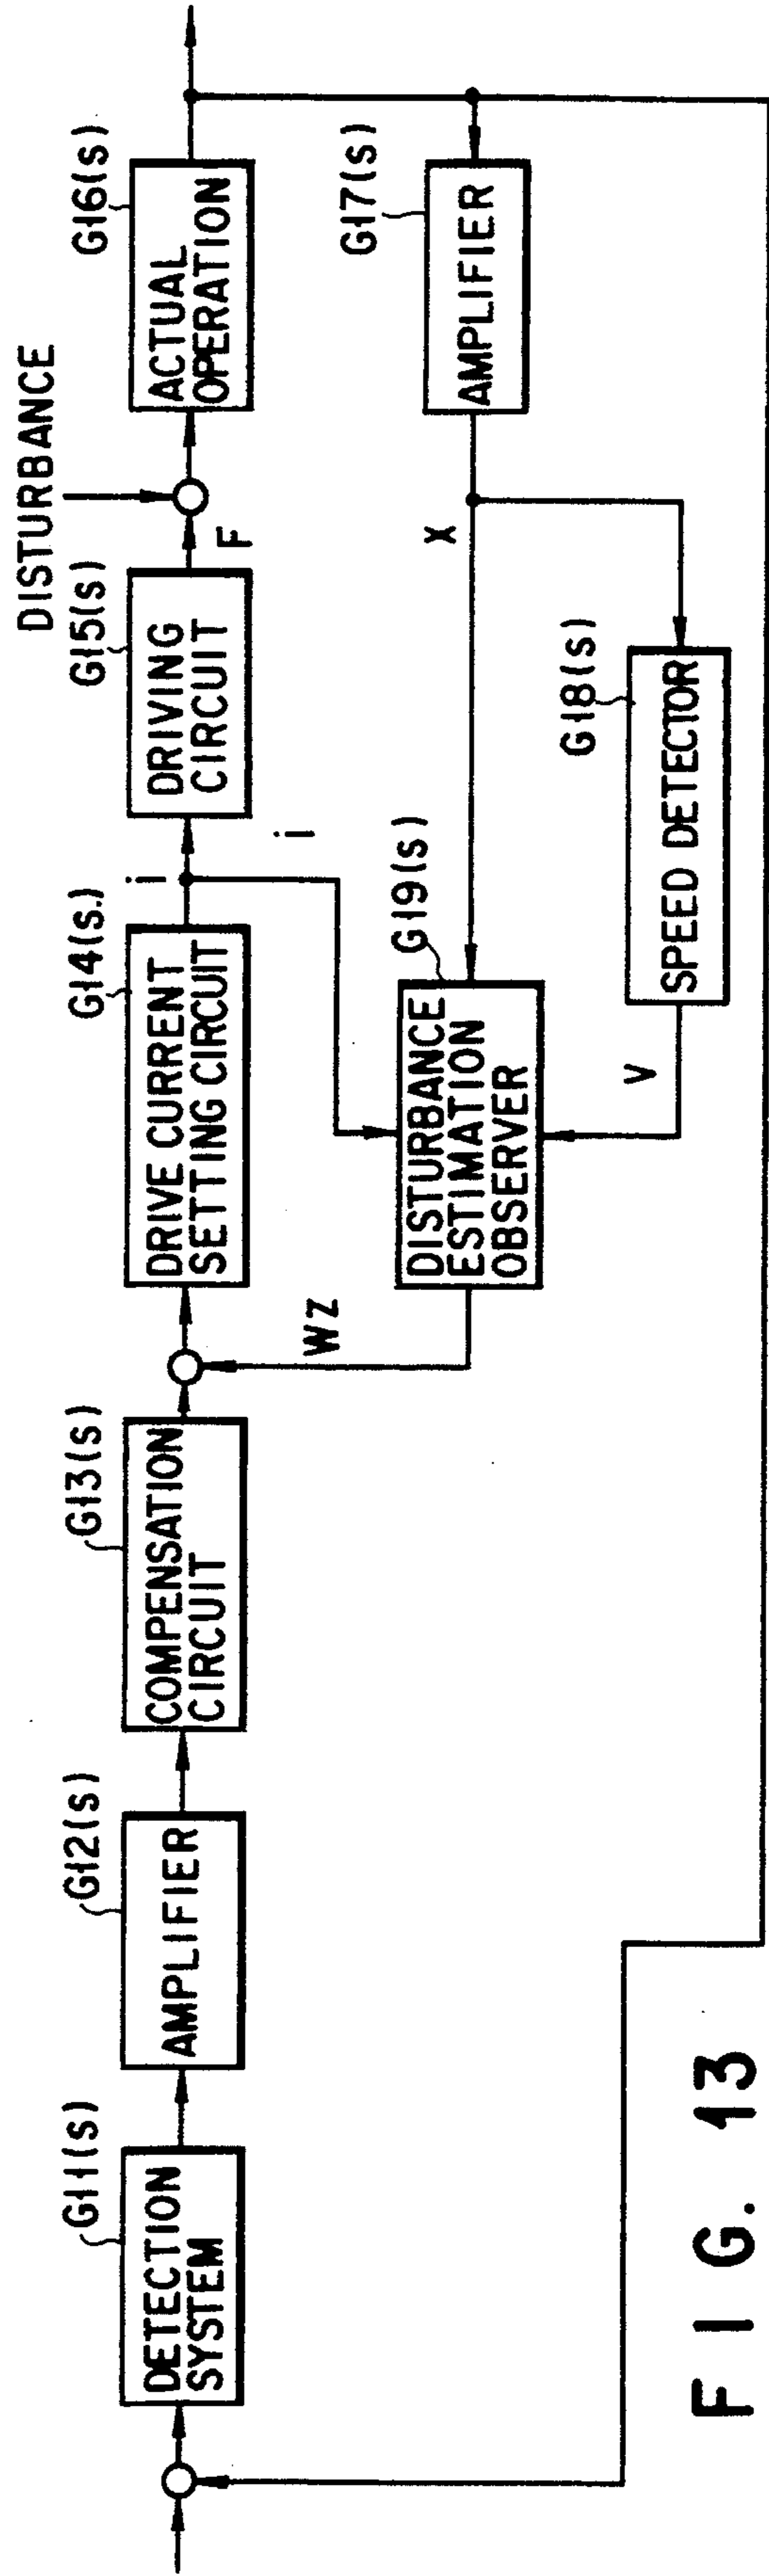 G11(s)
DETECTION
SYSTEM
G12(s)
AMPLIFIER
G13(s)
COMPENSATION
CIRCUIT
G14(s.)
DRIVE CURRENT
SETTING CIRCUIT
i
i
G15(s)
DRIVING
CIRCUIT
F
DISTURBANCE
G16(s)
ACTUAL
OPERATION
WZ
G19(s)
DISTURBANCE
ESTIMATION
OBSERVER
X
G17(s)
AMPLIFIER
V
G18(s)
SPEED DETECTOR
FIG. 13